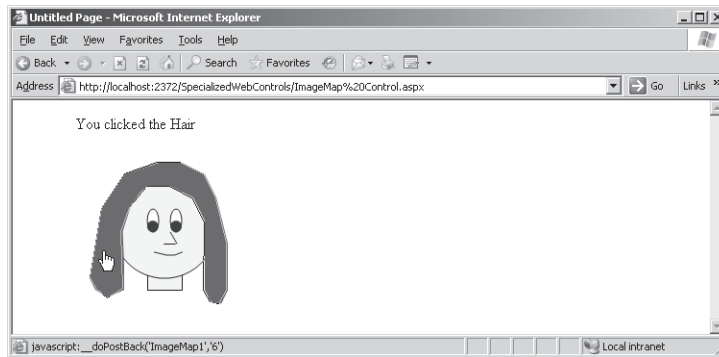 Untitled Page - Microsoft Internet Explorer
File Edit View Favorites Tools Help
Back Search Favorites
Address http://localhost:2372/SpecializedWebControls/ImageMap%20Control.aspx Go Links »
You clicked the Hair
javascript:__doPostBack('ImageMap1','6') Local intranet